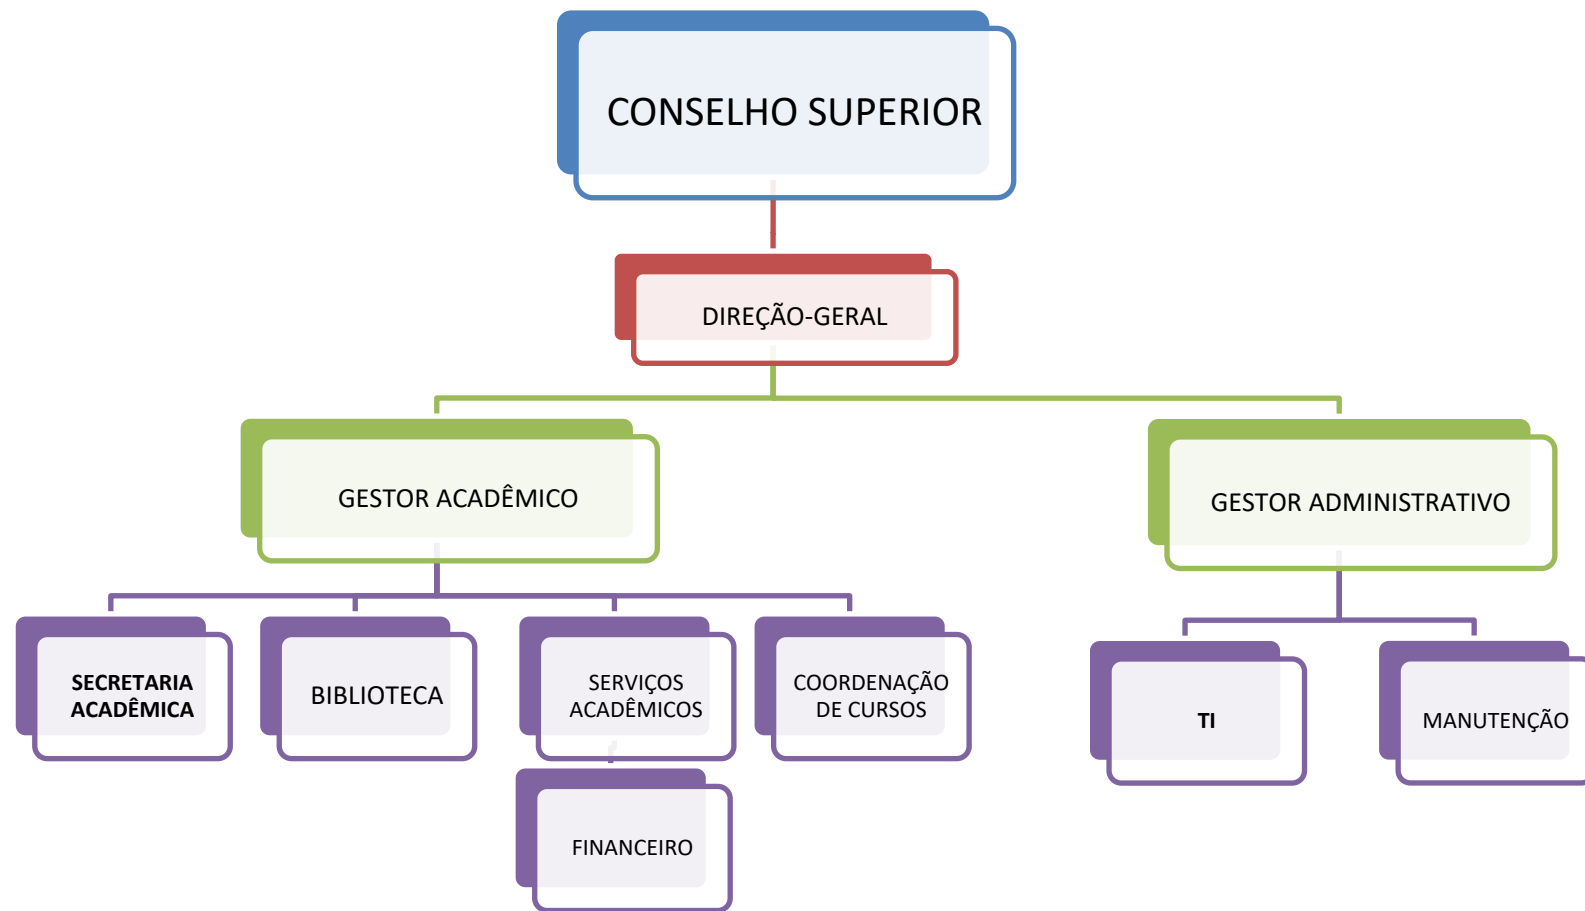 CONSELHO SUPERIOR
DIREÇÃO-GERAL
GESTOR ACADÊMICO
GESTOR ADMINISTRATIVO
SECRETARIA
ACADÊMICA
BIBLIOTECA
SERVIÇOS
ACADÊMICOS
COORDENAÇÃO
DE CURSOS
TI
MANUTENÇÃO
FINANCEIRO